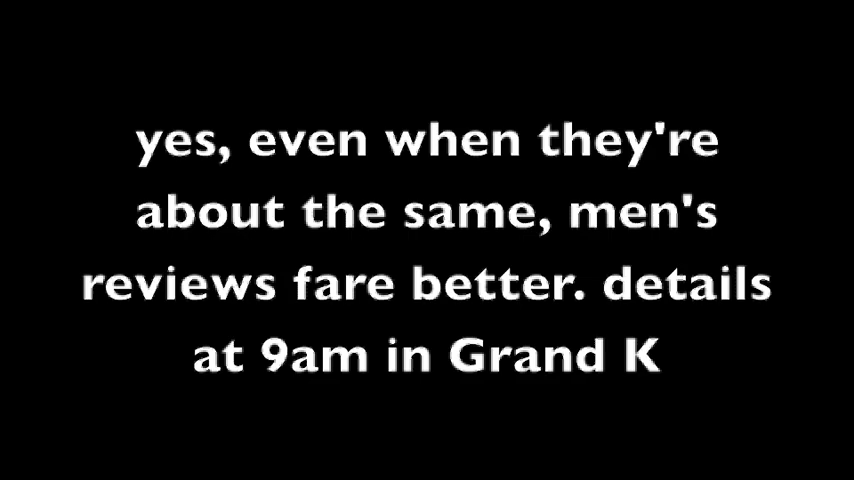 yes, even when they're
about the same, men's
reviews fare better. details
at 9am in Grand K